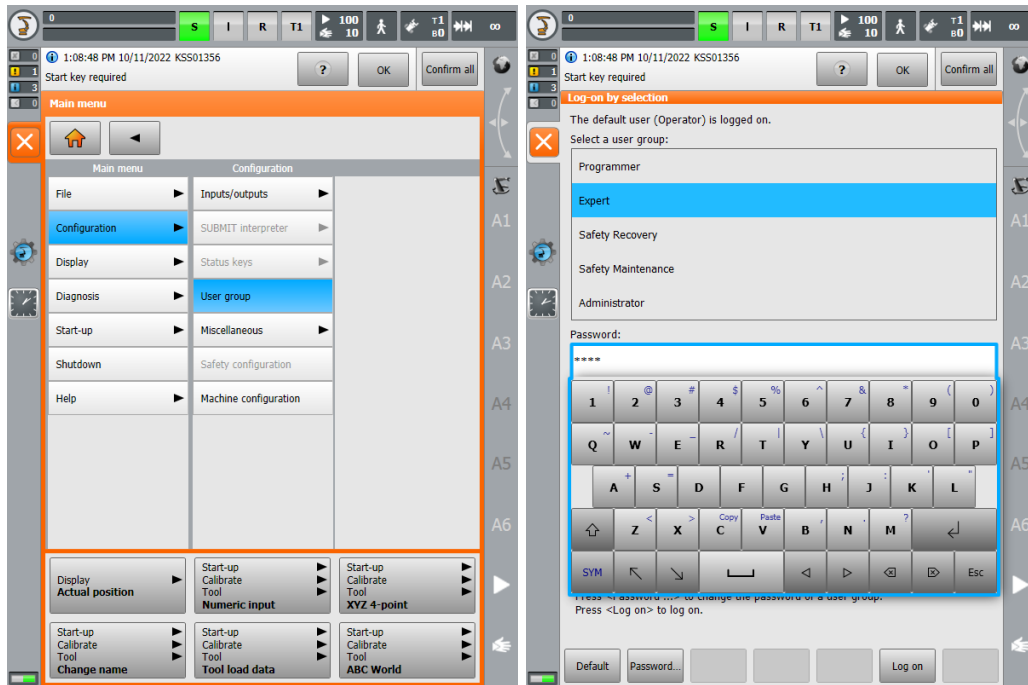 0
S I R T1 100 10 T1 B0 ∞
0
1
3
0
1:08:48 PM 10/11/2022 KSS01356
Start key required
? OK Confirm all
Main menu
Main menu Configuration
File Inputs/outputs
Configuration SUBMIT interpreter
Display Status keys
Diagnosis User group
Start-up Miscellaneous
Shutdown Safety configuration
Help Machine configuration
A1
A2
A3
A4
A5
A6
Display
Actual position
Start-up
Calibrate
Tool
Numeric input
Start-up
Calibrate
Tool
XYZ 4-point
Start-up
Calibrate
Tool
Change name
Start-up
Calibrate
Tool
Tool load data
Start-up
Calibrate
Tool
ABC World
0
S I R T1 100 10 T1 B0 ∞
0
1
3
0
1:08:48 PM 10/11/2022 KSS01356
Start key required
? OK Confirm all
Log-on by selection
The default user (Operator) is logged on.
Select a user group:
Programmer
Expert
Safety Recovery
Safety Maintenance
Administrator
Password:
****
1 ! 2 @ 3 # 4 $ 5 % 6 ^ 7 & 8 * 9 ( 0 )
Q ~ W - E _ R / T | Y \ U { I } O [ P ]
A + S = D F G H ; J : K ' L "
Z < X > C Copy V Paste B , N . M ?
SYM Esc
Press <Password ...> to change the password of a user group.
Press <Log on> to log on.
Default Password... Log on
A1
A2
A3
A4
A5
A6